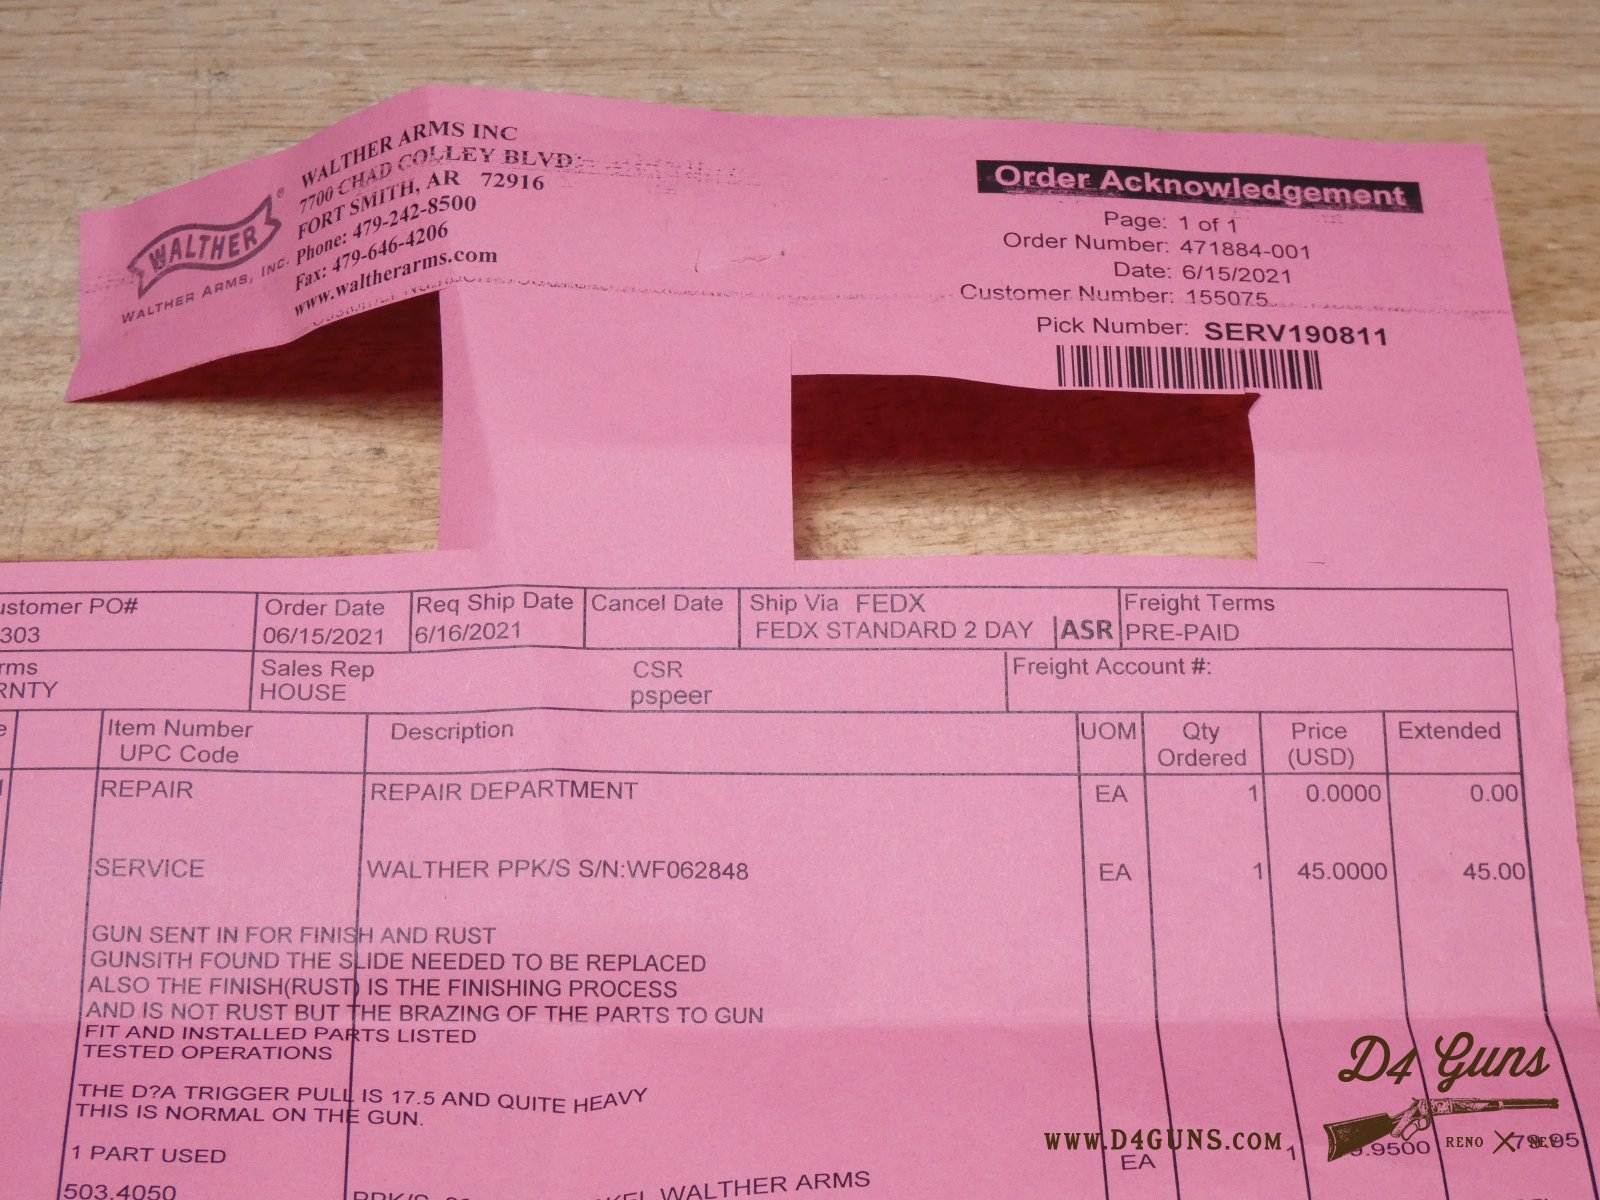 WALTHER
®
WALTHER ARMS, INC.
WALTHER ARMS INC
7700 CHAD COLLEY BLVD.
FORT SMITH, AR 72916
Phone: 479-242-8500
Fax: 479-646-4206
www.waltherarms.com
Order Acknowledgement
Page: 1 of 1
Order Number: 471884-001
Date: 6/15/2021
Customer Number: 155075
Pick Number: SERV190811
ustomer PO# Order Date Req Ship Date Cancel Date Ship Via FEDX Freight Terms
303 06/15/2021 6/16/2021 FEDX STANDARD 2 DAY ASR PRE-PAID
rms Sales Rep CSR Freight Account #:
RNTY HOUSE pspeer
e Item Number Description UOM Qty Price Extended
UPC Code Ordered (USD)
REPAIR REPAIR DEPARTMENT EA 1 0.0000 0.00
SERVICE WALTHER PPK/S S/N:WF062848 EA 1 45.0000 45.00
GUN SENT IN FOR FINISH AND RUST
GUNSITH FOUND THE SLIDE NEEDED TO BE REPLACED
ALSO THE FINISH(RUST) IS THE FINISHING PROCESS
AND IS NOT RUST BUT THE BRAZING OF THE PARTS TO GUN
FIT AND INSTALLED PARTS LISTED
TESTED OPERATIONS
THE D?A TRIGGER PULL IS 17.5 AND QUITE HEAVY
THIS IS NORMAL ON THE GUN.
1 PART USED EA 1 9.9500 79.95
503.4050 PPK/S WALTHER ARMS
D4 Guns
WWW.D4GUNS.COM
RENO NEV